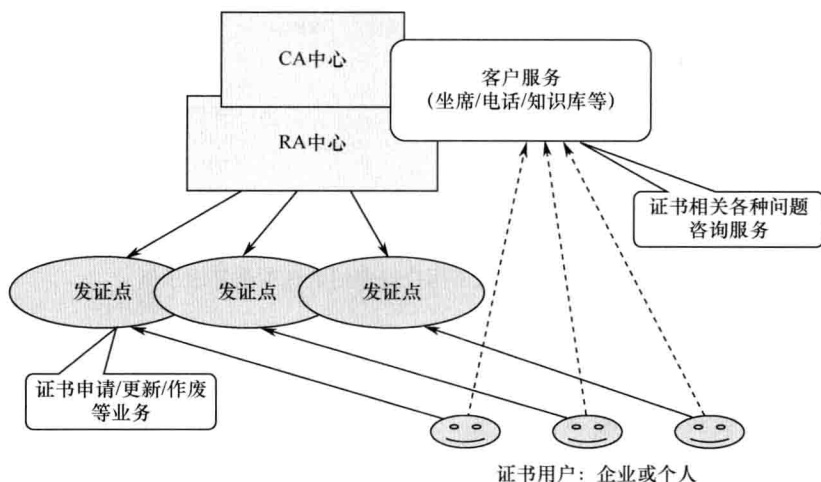 CA中心
客户服务
（坐席/电话/知识库等）
RA中心
证书相关各种问题
咨询服务
发证点
发证点
发证点
证书申请/更新/作废
等业务
证书用户：企业或个人